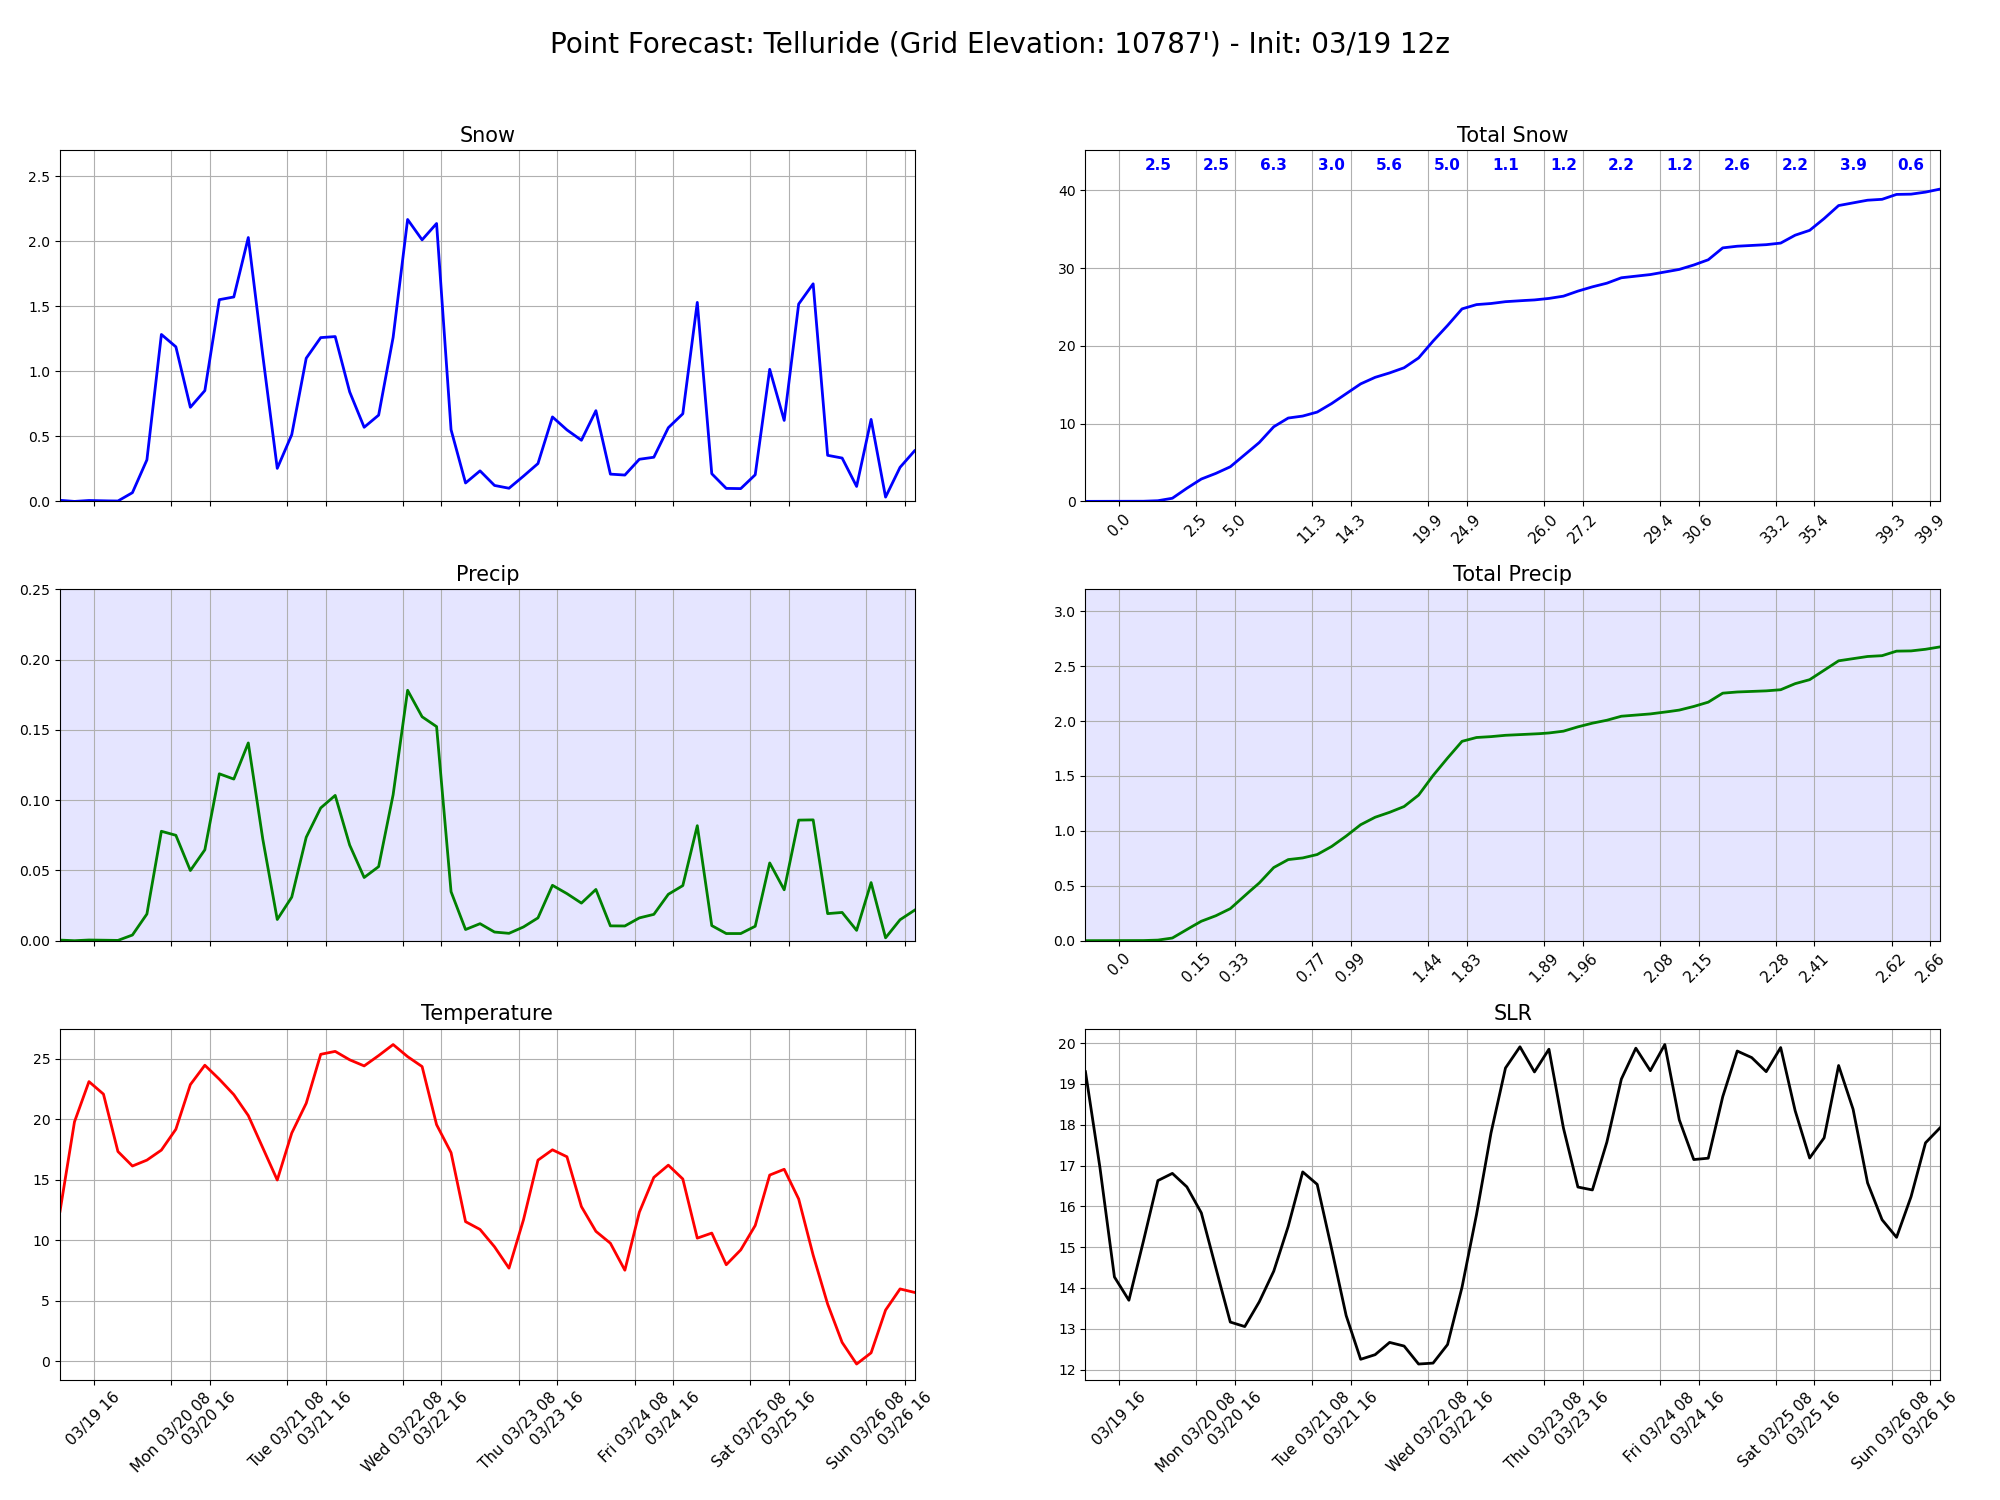 Point Forecast: Telluride (Grid Elevation: 10787') - Init: 03/19 12z
Snow
2.5
2.0
1.5
1.0
0.5
0.0
Total Snow
2.5 2.5 6.3 3.0 5.6 5.0 1.1 1.2 2.2 1.2 2.6 2.2 3.9 0.6
40
30
20
10
0
0.0 2.5 5.0 11.3 14.3 19.9 24.9 26.0 27.2 29.4 30.6 33.2 35.4 39.3 39.9
Precip
0.25
0.20
0.15
0.10
0.05
0.00
Total Precip
3.0
2.5
2.0
1.5
1.0
0.5
0.0
0.0 0.15 0.33 0.77 0.99 1.44 1.83 1.89 1.96 2.08 2.15 2.28 2.41 2.62 2.66
Temperature
25
20
15
10
5
0
03/19 16
Mon 03/20 08
03/20 16
Tue 03/21 08
03/21 16
Wed 03/22 08
03/22 16
Thu 03/23 08
03/23 16
Fri 03/24 08
03/24 16
Sat 03/25 08
03/25 16
Sun 03/26 08
03/26 16
SLR
20
19
18
17
16
15
14
13
12
03/19 16
Mon 03/20 08
03/20 16
Tue 03/21 08
03/21 16
Wed 03/22 08
03/22 16
Thu 03/23 08
03/23 16
Fri 03/24 08
03/24 16
Sat 03/25 08
03/25 16
Sun 03/26 08
03/26 16